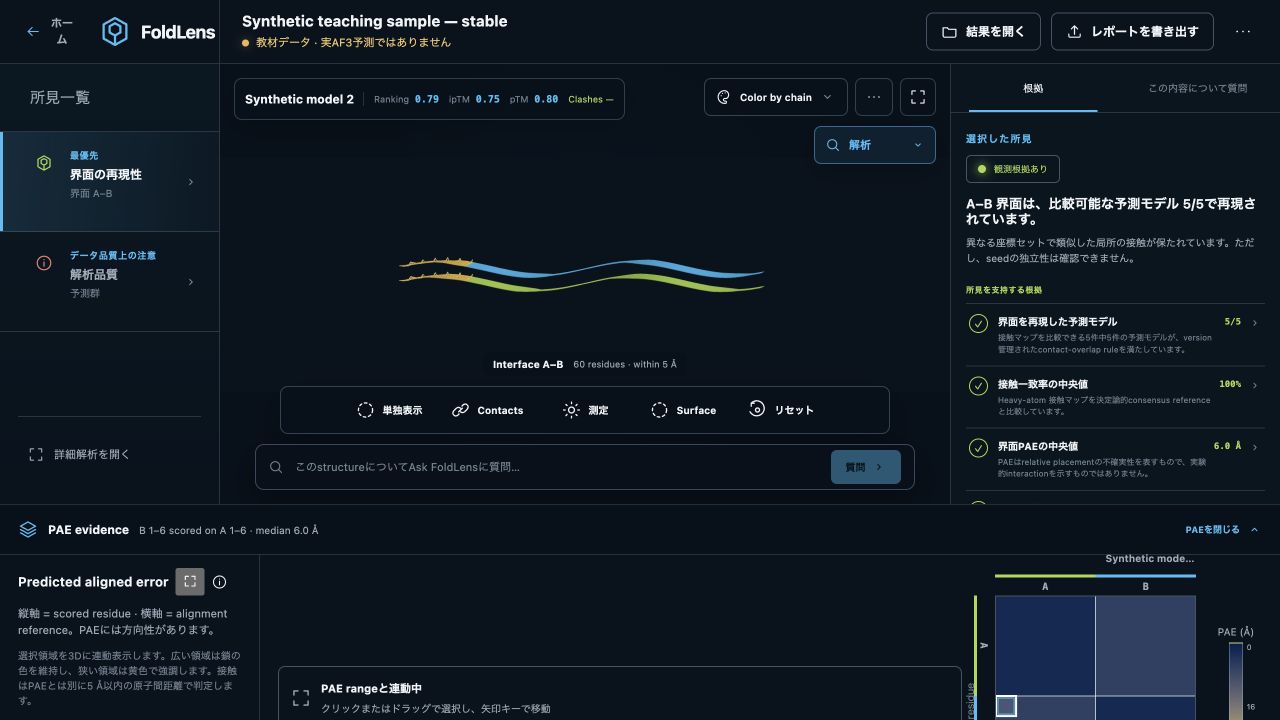 ホーム
FoldLens
Synthetic teaching sample — stable
教材データ · 実AF3予測ではありません
結果を開く
レポートを書き出す
所見一覧
最優先
界面の再現性
界面 A–B
データ品質上の注意
解析品質
予測群
詳細解析を開く
Synthetic model 2 Ranking 0.79 ipTM 0.75 pTM 0.80 Clashes —
Color by chain
解析
Interface A–B 60 residues · within 5 Å
単独表示 Contacts 測定 Surface リセット
このstructureについてAsk FoldLensに質問...
質問
根拠
この内容について質問
選択した所見
観測根拠あり
A–B 界面は、比較可能な予測モデル 5/5で再現さ
れています。
異なる座標セットで類似した局所の接触が保たれています。ただ
し、seedの独立性は確認できません。
所見を支持する根拠
界面を再現した予測モデル 5/5
接触マップを比較できる5件中5件の予測モデルが、version
管理されたcontact-overlap ruleを満たしています。
接触一致率の中央値 100%
Heavy-atom 接触マップを決定論的consensus reference
と比較しています。
界面PAEの中央値 6.0 Å
PAEはrelative placementの不確実性を表すもので、実験
的interactionを示すものではありません。
PAE evidence B 1–6 scored on A 1–6 · median 6.0 Å
PAEを閉じる
Predicted aligned error
縦軸 = scored residue · 横軸 = alignment
reference。PAEには方向性があります。
選択領域を3Dに連動表示します。広い領域は鎖の
色を維持し、狭い領域は黄色で強調します。接触
はPAEとは別に5 Å以内の原子間距離で判定しま
す。
PAE rangeと連動中
クリックまたはドラッグで選択し、矢印キーで移動
Synthetic mode...
A B
A
residue
PAE (Å)
0
16